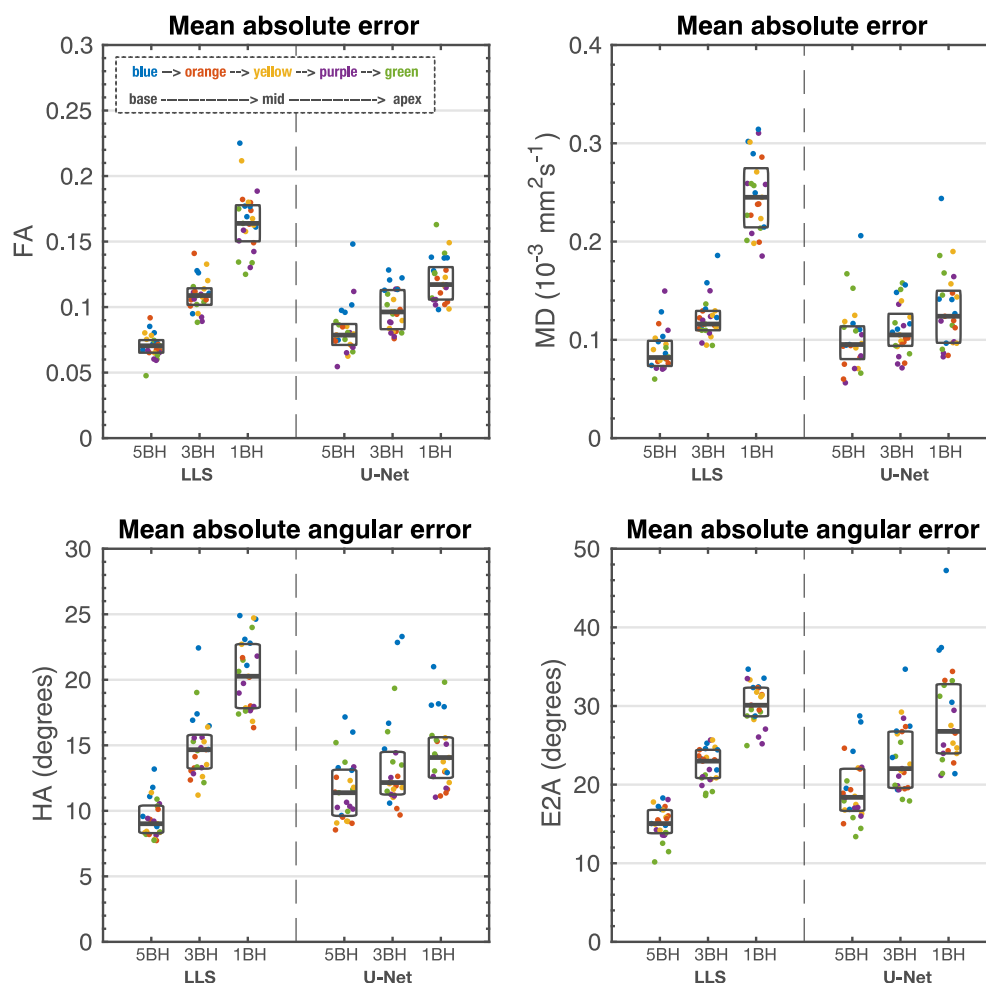 Mean absolute error
0.3
0.25
0.2
0.15
0.1
0.05
0
FA
blue --> orange --> yellow --> purple --> green
base --------------> mid --------------> apex
5BH 3BH 1BH 5BH 3BH 1BH
LLS U-Net
Mean absolute error
0.4
0.3
0.2
0.1
0
MD (10⁻³ mm²s⁻¹)
5BH 3BH 1BH 5BH 3BH 1BH
LLS U-Net
Mean absolute angular error
30
25
20
15
10
5
0
HA (degrees)
5BH 3BH 1BH 5BH 3BH 1BH
LLS U-Net
Mean absolute angular error
50
40
30
20
10
0
E2A (degrees)
5BH 3BH 1BH 5BH 3BH 1BH
LLS U-Net